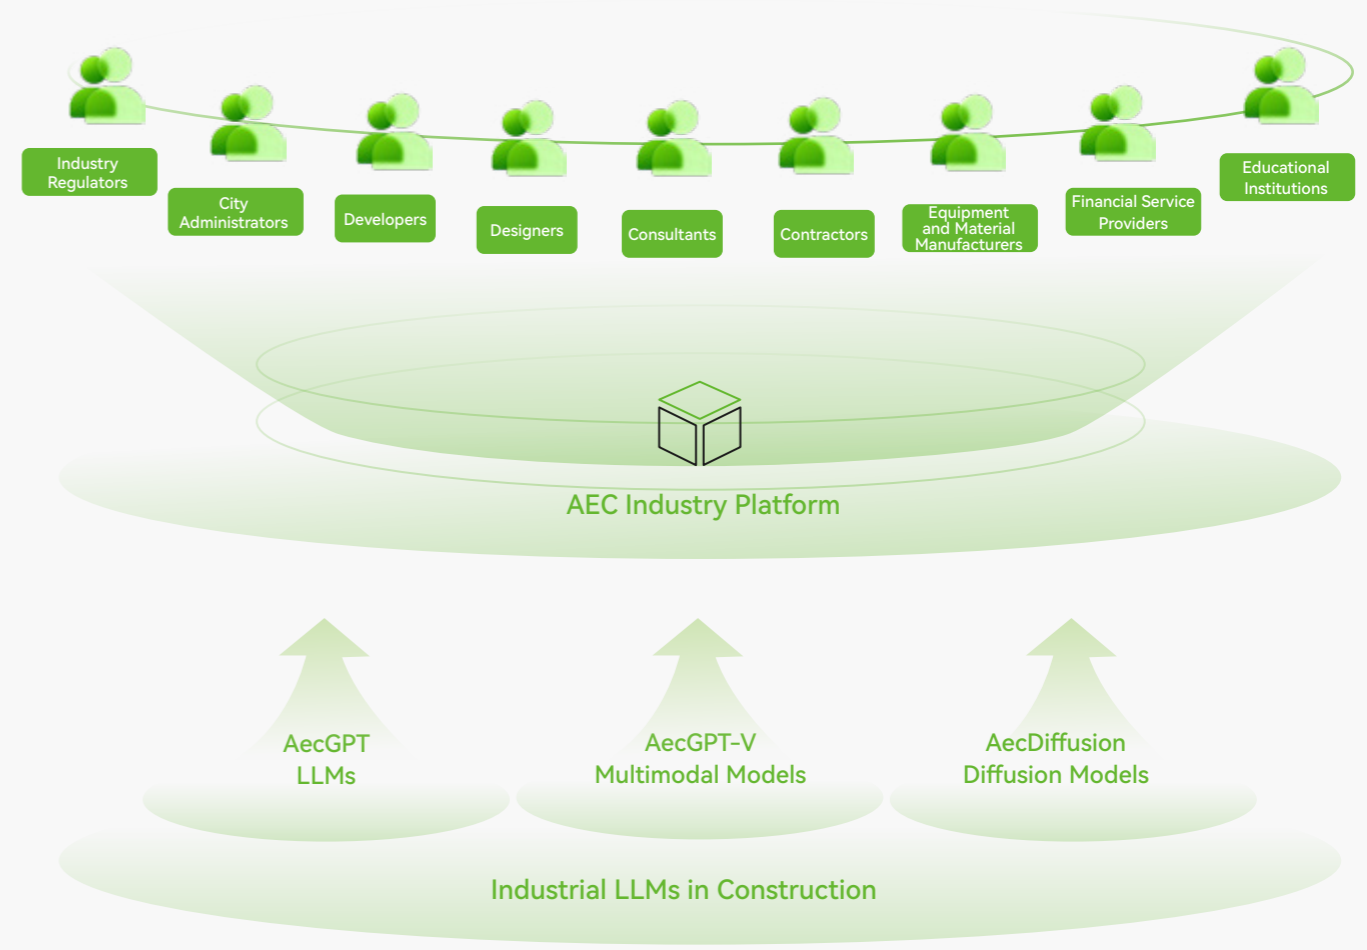 Industry
Regulators
City
Administrators
Developers
Designers
Consultants
Contractors
Equipment
and Material
Manufacturers
Financial Service
Providers
Educational
Institutions
AEC Industry Platform
AecGPT
LLMs
AecGPT-V
Multimodal Models
AecDiffusion
Diffusion Models
Industrial LLMs in Construction